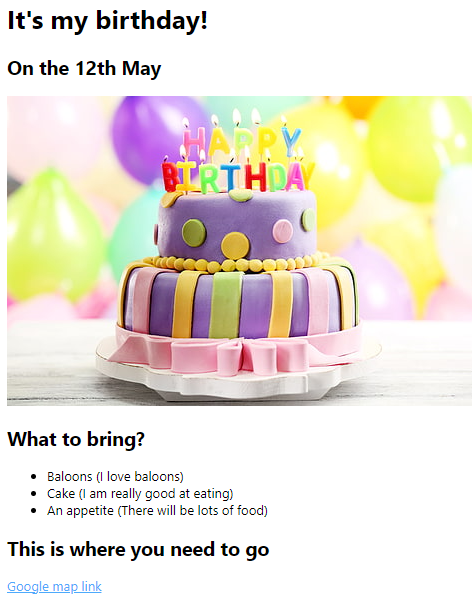 It's my birthday!
On the 12th May
HAPPY
BIRTHDAY
What to bring?
Baloons (I love baloons)
Cake (I am really good at eating)
An appetite (There will be lots of food)
This is where you need to go
Google map link